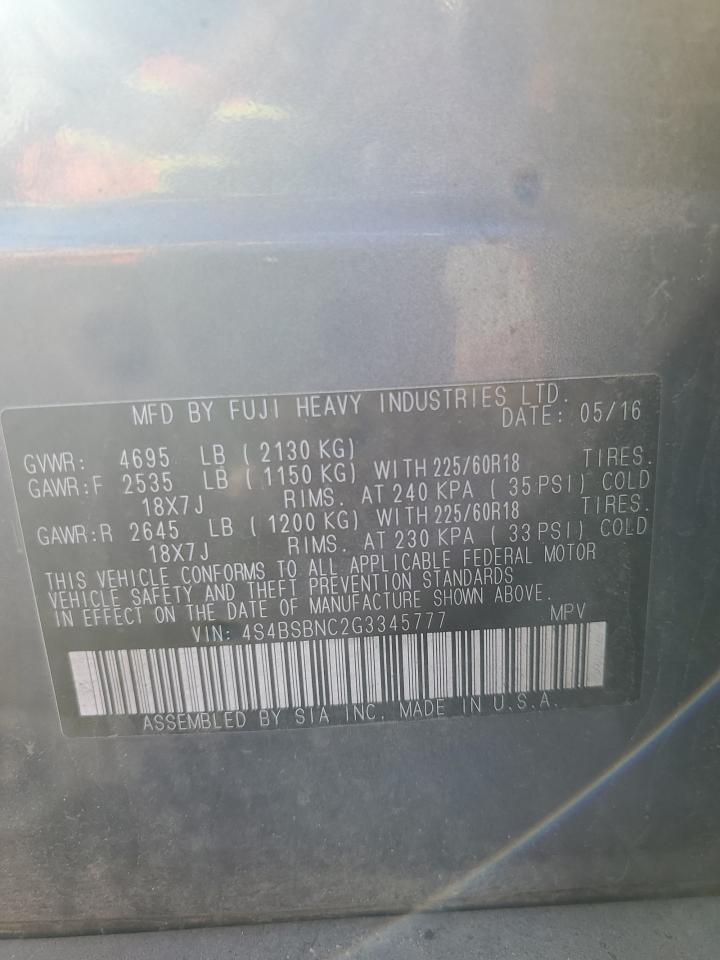 MFD BY FUJI HEAVY INDUSTRIES LTD.
DATE: 05/16
GVWR: 4695 LB ( 2130 KG)
GAWR:F 2535 LB ( 1150 KG) WITH 225/60R18 TIRES.
18X7J RIMS. AT 240 KPA ( 35 PSI) COLD
GAWR:R 2645 LB ( 1200 KG) WITH 225/60R18 TIRES.
18X7J RIMS. AT 230 KPA ( 33 PSI) COLD
THIS VEHICLE CONFORMS TO ALL APPLICABLE FEDERAL MOTOR
VEHICLE SAFETY AND THEFT PREVENTION STANDARDS
IN EFFECT ON THE DATE OF MANUFACTURE SHOWN ABOVE.
VIN: 4S4BSBNC2G3345777 MPV
ASSEMBLED BY SIA INC. MADE IN U.S.A.